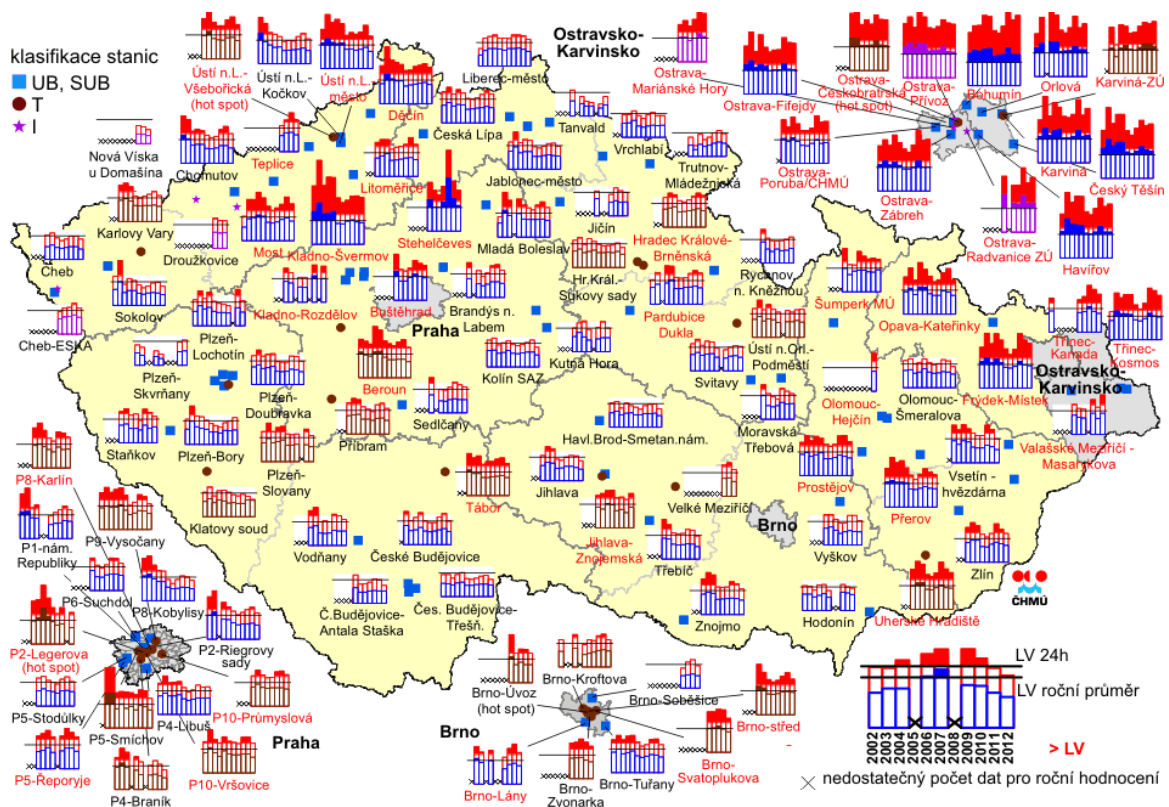 klasifikace stanic
UB, SUB
T
I
Ústí n.L.-
Všebořická
(hot spot)
Ústí n.L.-
Kočkov
Ústí n.L.
město
Děčín
Liberec-město
Ostravsko-
Karvinsko
Ostrava-
Mariánské Hory
Ostrava-Fifejdy
Ostrava-
Českobratrská
(hot spot)
Ostrava-
Přívoz
Bohumín
Orlová
Karviná-ZÚ
Nová Víska
u Domašína
Chomutov
Teplice
Litoměřice
Česká Lípa
Jablonec-město
Tanvald
Vrchlabí
Trutnov-
Mládežnická
Ostrava-
Poruba/CHMÚ
Ostrava-
Zábřeh
Ostrava-
Radvanice ZÚ
Karviná
Český Těšín
Havířov
Karlovy Vary
Droužkovice
Most
Kladno-Švermov
Stehelčeves
Mladá Boleslav
Jičín
Hradec Králové-
Brněnská
Cheb
Sokolov
Kladno-Rozdělov
Buštěhrad
Praha
Brandýs n.
Labem
Hr.Král.-
Sukovy sady
Rychnov
n. Kněžnou
Šumperk MÚ
Opava-Kateřinky
Třinec-
Kanada
Třinec-
Kosmos
Cheb-ESKA
Plzeň-
Lochotín
Plzeň-
Skvrňany
Plzeň-
Doubravka
Beroun
Kolín SAZ
Kutná Hora
Pardubice
Dukla
Ústí n.Orl.-
Podměstí
Svitavy
Olomouc-
Hejčín
Olomouc-
Šmeralova
Frýdek-Místek
Ostravsko-
Karvinsko
Staňkov
Plzeň-Bory
Plzeň-
Slovany
Příbram
Sedlčany
Havl.Brod-Smetan.nám.
Moravská
Třebová
Valašské Meziříčí -
Masarykova
P8-Karlín
Klatovy soud
Tábor
Jihlava
Velké Meziříčí
Prostějov
Přerov
Vsetín -
hvězdárna
P1-nám.
Republiky
P9-Vysočany
Vodňany
České Budějovice
Jihlava-
Znojemská
Třebíč
Brno
Vyškov
Zlín
P6-Suchdol
P8-Kobylisy
P2-Riegrovy
sady
Č.Budějovice-
Antala Staška
Čes. Budějovice-
Třešň.
Znojmo
Hodonín
Uherské Hradiště
ČHMÚ
P2-Legerova
(hot spot)
P5-Stodůlky
P5-Smíchov
P4-Libuš
P10-Průmyslová
P5-Řeporyje
P4-Braník
P10-Vršovice
Praha
Brno-Úvoz
(hot spot)
Brno-Kroftova
Brno-Soběšice
Brno-střed
Brno
Brno-Lány
Brno-
Zvonařka
Brno-Tuřany
Brno-
Svatoplukova
LV 24h
LV roční průměr
2002
2003
2004
2005
2006
2007
2008
2009
2010
2011
2012
> LV
nedostatečný počet dat pro roční hodnocení